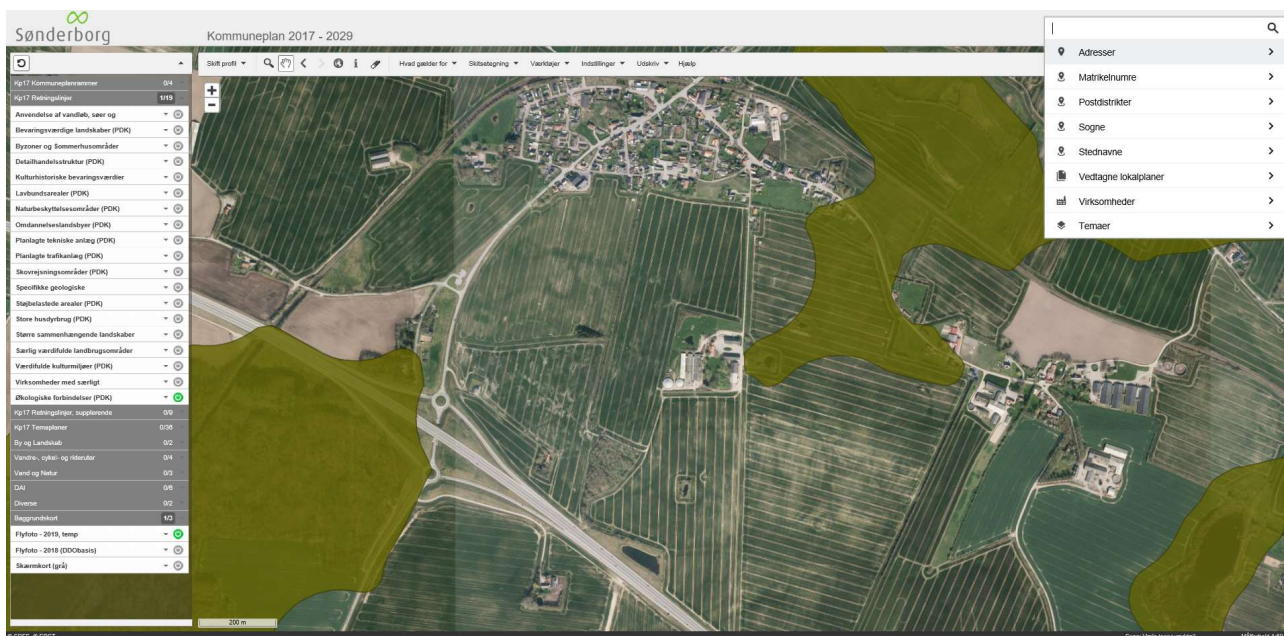 Sønderborg
Kommuneplan 2017 - 2029
Skift profil
Hvad gælder for
Skitsetegning
Værktøjer
Indstillinger
Udskriv
Hjælp
Adresser
Matrikelnumre
Postdistrikter
Sogne
Stednavne
Vedtagne lokalplaner
Virksomheder
Temaer
Kp17 Kommuneplanrammer 0/4
Kp17 Retningslinjer 1/19
Anvendelse af vandløb, søer og
Bevaringsværdige landskaber (PDK)
Byzoner og Sommerhusområder
Detailhandelsstruktur (PDK)
Kulturhistoriske bevaringsværdier
Lavbundsarealer (PDK)
Naturbeskyttelsesområder (PDK)
Omdannelseslandsbyer (PDK)
Planlagte tekniske anlæg (PDK)
Planlagte trafikanlæg (PDK)
Skovrejsningsområder (PDK)
Specifikke geologiske
Støjbelastede arealer (PDK)
Store husdyrbrug (PDK)
Større sammenhængende landskaber
Særlig værdifulde landbrugsområder
Værdifulde kulturmiljøer (PDK)
Virksomheder med særligt
Økologiske forbindelser (PDK)
Kp17 Retningslinjer, supplerende 0/9
Kp17 Temaplaner 0/36
By og Landskab 0/2
Vandre-, cykel- og rideruter 0/4
Vand og Natur 0/3
DAI 0/6
Diverse 0/2
Baggrundskort 1/3
Flyfoto - 2019, temp
Flyfoto - 2018 (DDObasis)
Skærmkort (grå)
200 m